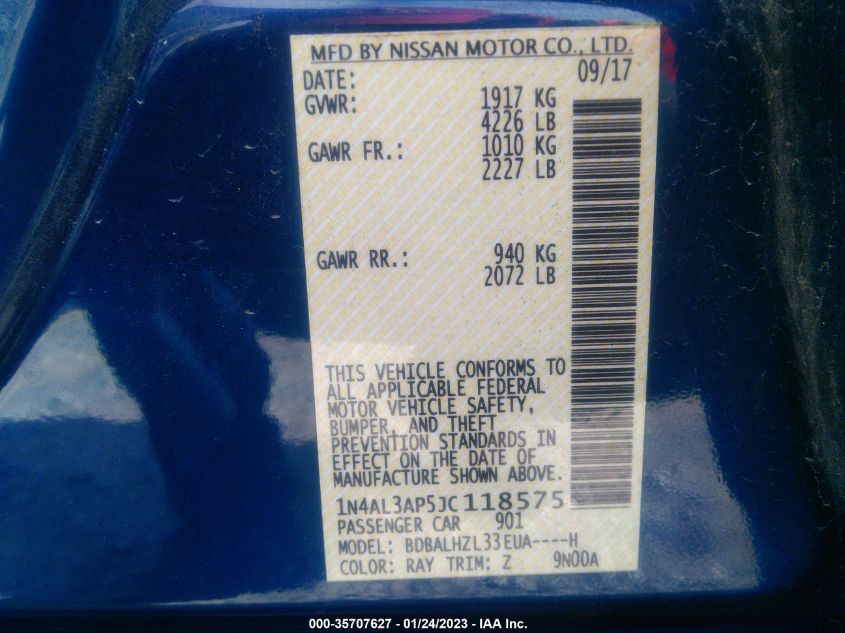 MFD BY NISSAN MOTOR CO., LTD.
DATE: 09/17
GVWR: 1917 KG
4226 LB
GAWR FR.: 1010 KG
2227 LB
GAWR RR.: 940 KG
2072 LB
THIS VEHICLE CONFORMS TO
ALL APPLICABLE FEDERAL
MOTOR VEHICLE SAFETY,
BUMPER, AND THEFT
PREVENTION STANDARDS IN
EFFECT ON THE DATE OF
MANUFACTURE SHOWN ABOVE.
1N4AL3AP5JC118575
PASSENGER CAR 901
MODEL: BDBALHZL33EUA----H
COLOR: RAY TRIM: Z 9N00A
000-35707627 - 01/24/2023 - IAA Inc.